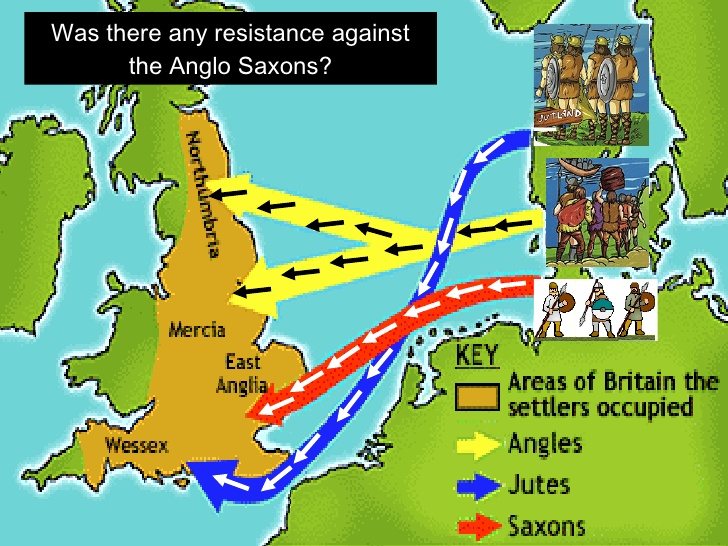 Was there any resistance against
the Anglo Saxons?
JUTLAND
Northumbria
Mercia
East
Anglia
Wessex
KEY
Areas of Britain the
settlers occupied
Angles
Jutes
Saxons